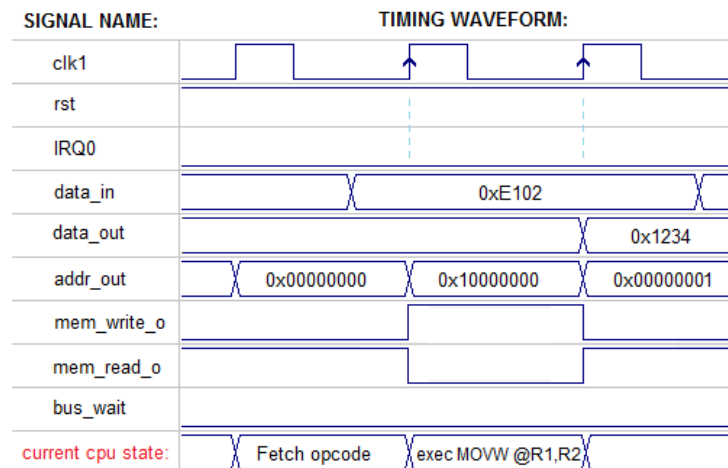 SIGNAL NAME: TIMING WAVEFORM:
clk1
rst
IRQ0
data_in 0xE102
data_out 0x1234
addr_out 0x00000000 0x10000000 0x00000001
mem_write_o
mem_read_o
bus_wait
current cpu state: Fetch opcode exec MOVW @R1,R2